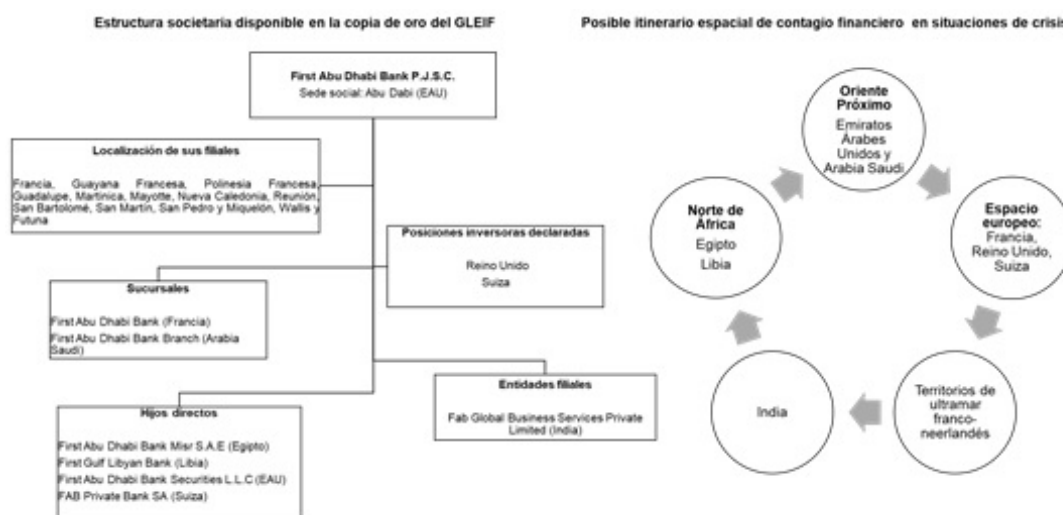 Estructura societaria disponible en la copia de oro del GLEIF
First Abu Dhabi Bank P.J.S.C.
Sede social: Abu Dabi (EAU)
Localización de sus filiales
Francia, Guayana Francesa, Polinesia Francesa,
Guadalupe, Martinica, Mayotte, Nueva Caledonia, Reunión,
San Bartolomé, San Martín, San Pedro y Miquelón, Wallis y
Futuna
Posiciones inversoras declaradas
Reino Unido
Suiza
Sucursales
First Abu Dhabi Bank (Francia)
First Abu Dhabi Bank Branch (Arabia
Saudi)
Entidades filiales
Fab Global Business Services Private
Limited (India)
Hijos directos
First Abu Dhabi Bank Misr S.A.E (Egipto)
First Gulf Libyan Bank (Libia)
First Abu Dhabi Bank Securities L.L.C (EAU)
FAB Private Bank SA (Suiza)
Posible itinerario espacial de contagio financiero en situaciones de crisis
Oriente
Próximo
Emiratos
Árabes
Unidos y
Arabia Saudi
Espacio
europeo:
Francia,
Reino Unido,
Suiza
Territorios de
ultramar
franco-
neerlandés
India
Norte de
África
Egipto
Libia